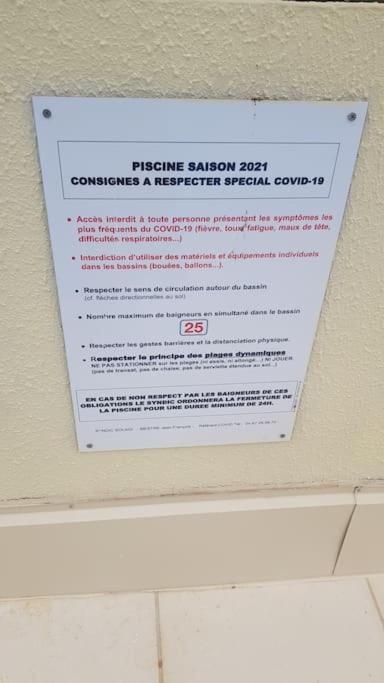 PISCINE SAISON 2021
CONSIGNES A RESPECTER SPECIAL COVID-19
• Accès interdit à toute personne présentant les symptômes les
plus fréquents du COVID-19 (fièvre, toux, fatigue, maux de tête,
difficultés respiratoires...)
• Interdiction d'utiliser des matériels et équipements individuels
dans les bassins (bouées, ballons...).
• Respecter le sens de circulation autour du bassin
(cf. flèches directionnelles au sol)
• Nombre maximum de baigneurs en simultané dans le bassin
25
• Respecter les gestes barrières et la distanciation physique.
• Respecter le principe des plages dynamiques
NE PAS STATIONNER sur les plages (ni assis, ni allongé...) NI JOUER
(pas de transat, pas de chaise, pas de serviette étendue au sol...)
EN CAS DE NON RESPECT PAR LES BAIGNEURS DE CES
OBLIGATIONS LE SYNDIC ORDONNERA LA FERMETURE DE
LA PISCINE POUR UNE DUREE MINIMUM DE 24H.
SYNDIC - Jean François - Référent COVID Tél :